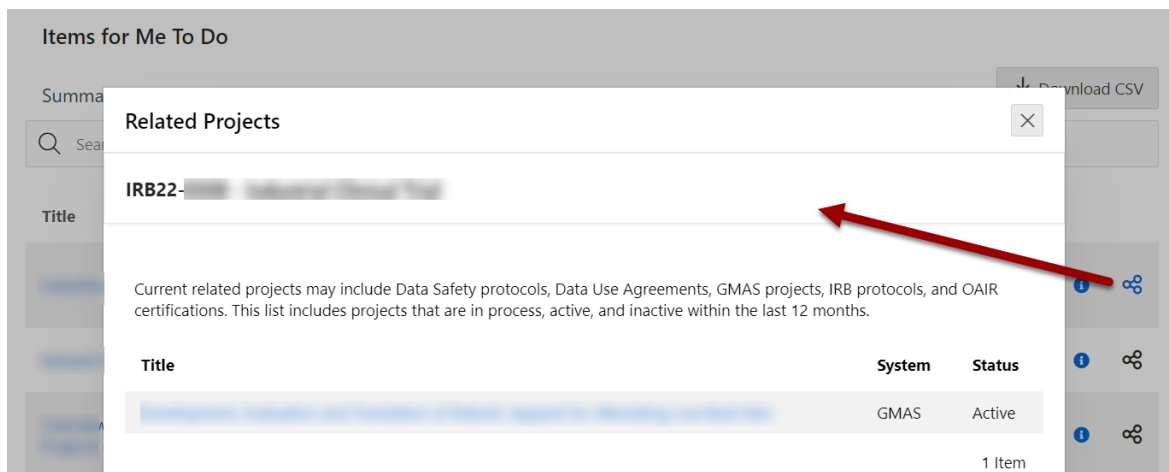 Items for Me To Do
Summa
Download CSV
Related Projects
Sea
IRB22-
Title
Current related projects may include Data Safety protocols, Data Use Agreements, GMAS projects, IRB protocols, and OAIR
certifications. This list includes projects that are in process, active, and inactive within the last 12 months.
Title System Status
GMAS Active
1 Item